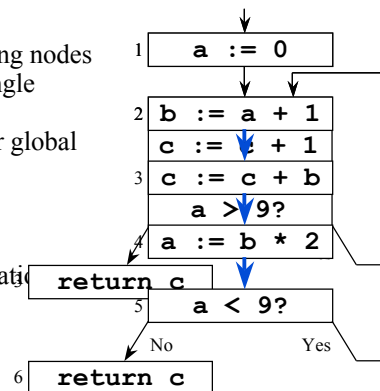 ng nodes
1 a := 0
gle
2 b := a + 1
r global
c := c + 1
3 c := c + b
a > 9?
4 a := b * 2
return c
5 a < 9?
No Yes
6 return c